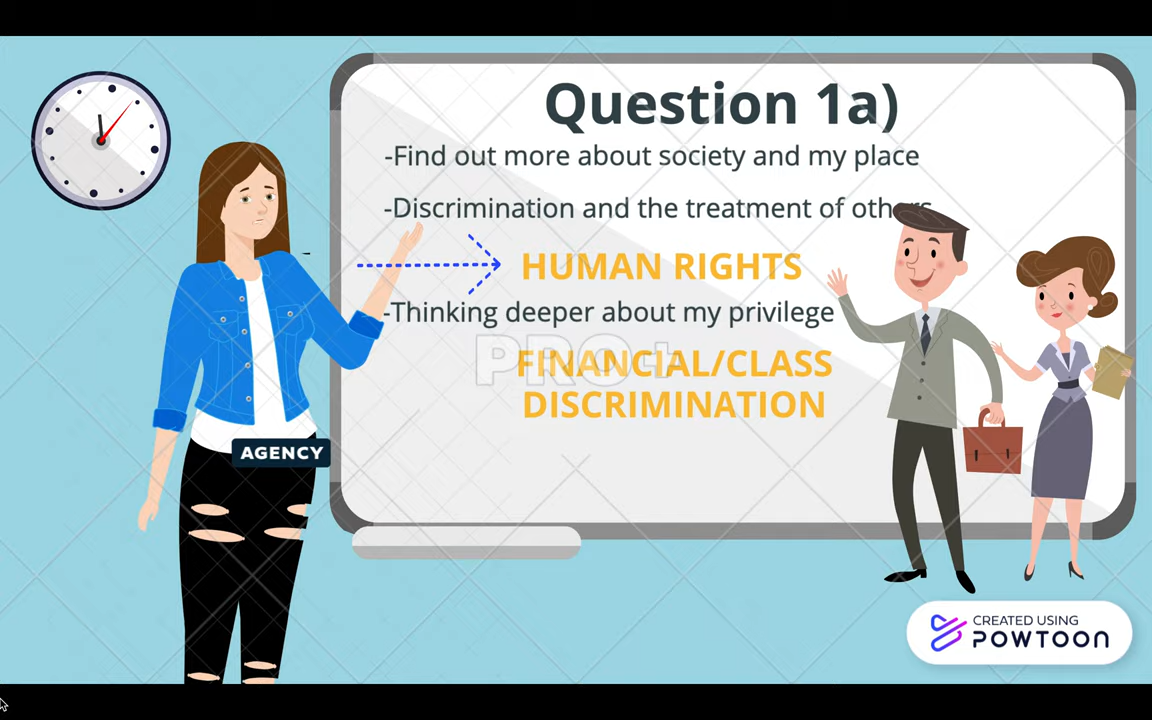 Question 1a)
-Find out more about society and my place
-Discrimination and the treatment of others
HUMAN RIGHTS
-Thinking deeper about my privilege
PRO+
FINANCIAL/CLASS
DISCRIMINATION
AGENCY
CREATED USING
POWTOON